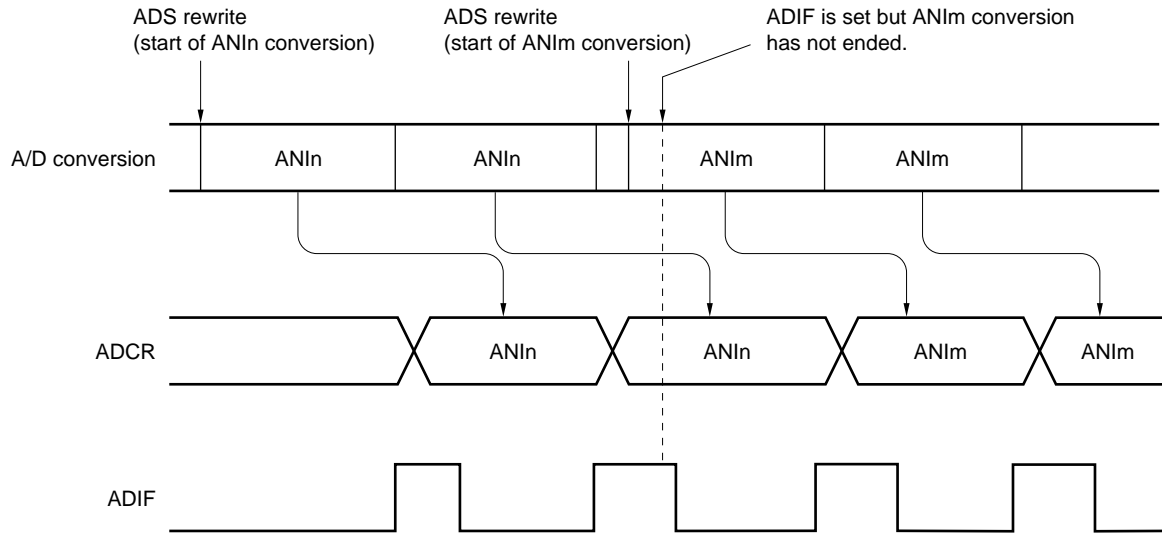 ADS rewrite
(start of ANIn conversion)
ADS rewrite
(start of ANIm conversion)
ADIF is set but ANIm conversion
has not ended.
A/D conversion
ANIn
ANIn
ANIm
ANIm
ADCR
ANIn
ANIn
ANIm
ANIm
ADIF